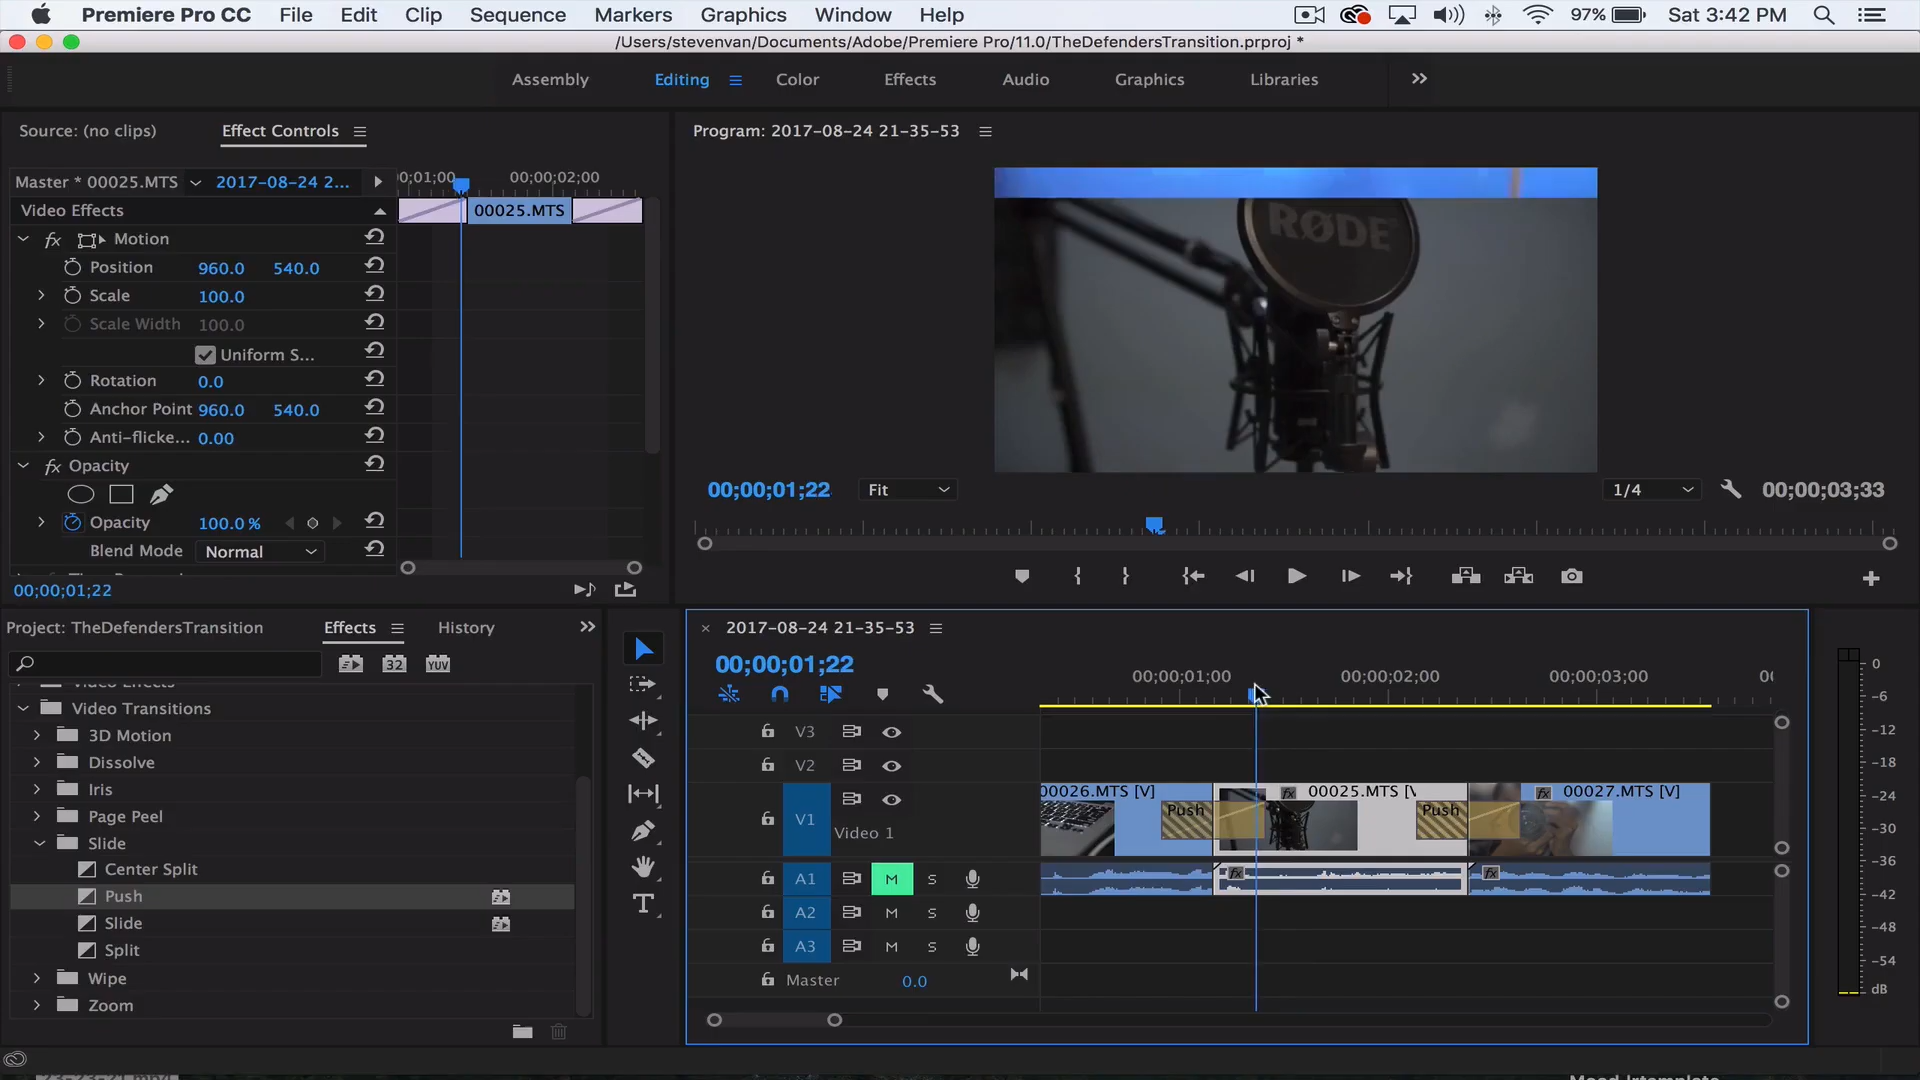 Premiere Pro CC File Edit Clip Sequence Markers Graphics Window Help 97% Sat 3:42 PM
/Users/stevenvan/Documents/Adobe/Premiere Pro/11.0/TheDefendersTransition.prproj *
Assembly Editing Color Effects Audio Graphics Libraries
Source: (no clips) Effect Controls
Program: 2017-08-24 21-35-53
Master * 00025.MTS 2017-08-24 2...
00;00;02;00
Video Effects
00025.MTS
fx Motion
Position 960.0 540.0
Scale 100.0
Scale Width 100.0
Uniform S...
Rotation 0.0
Anchor Point 960.0 540.0
Anti-flicke... 0.00
fx Opacity
Opacity 100.0 %
Blend Mode Normal
00;00;01;22
RØDE
00;00;01;22 Fit 1/4 00;00;03;33
Project: TheDefendersTransition Effects History
32 YUV
Video Effects
Video Transitions
3D Motion
Dissolve
Iris
Page Peel
Slide
Center Split
Push
Slide
Split
Wipe
Zoom
2017-08-24 21-35-53
00;00;01;22
00;00;01;00 00;00;02;00 00;00;03;00
V3
V2
V1 Video 1
00026.MTS [V] Push fx 00025.MTS [V Push fx 00027.MTS [V]
A1 M S fx fx
A2 M S
A3 M S
Master 0.0
0
-6
-12
-18
-24
-30
-36
-42
-48
-54
dB